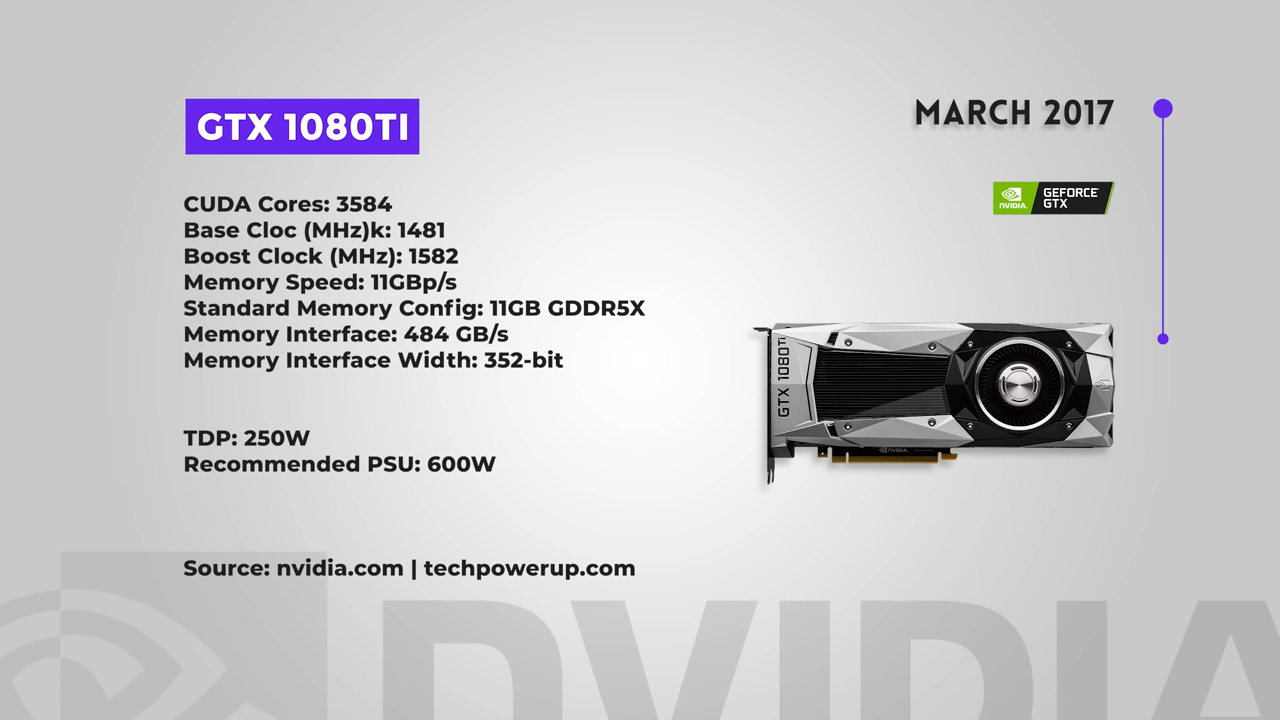 GTX 1080TI
MARCH 2017
NVIDIA.
GEFORCE
GTX
CUDA Cores: 3584
Base Cloc (MHz)k: 1481
Boost Clock (MHz): 1582
Memory Speed: 11GBp/s
Standard Memory Config: 11GB GDDR5X
Memory Interface: 484 GB/s
Memory Interface Width: 352-bit
GTX 1080Ti
NVIDIA.
TDP: 250W
Recommended PSU: 600W
Source: nvidia.com | techpowerup.com
NVIDIA